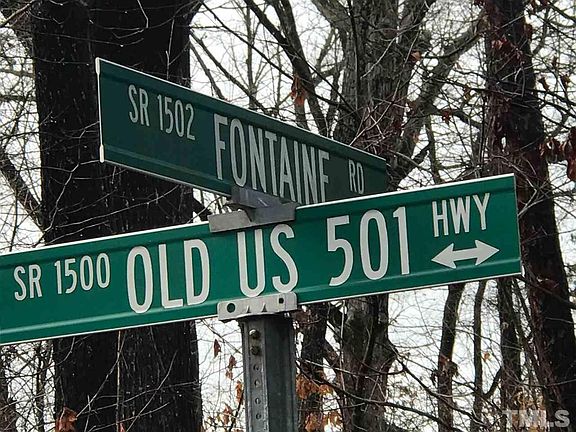 SR 1502 FONTAINE RD
SR 1500 OLD US 501 HWY
TMLS